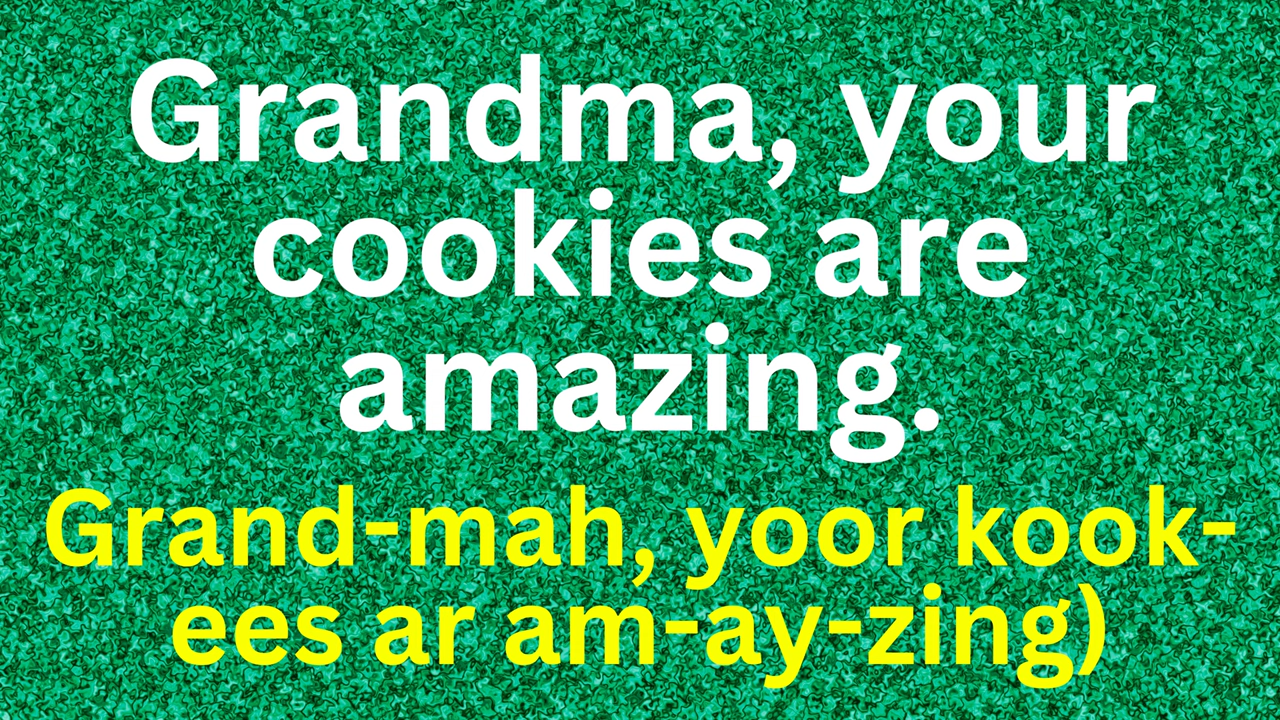 Grandma, your
cookies are
amazing.
Grand-mah, yoor kook-
ees ar am-ay-zing)